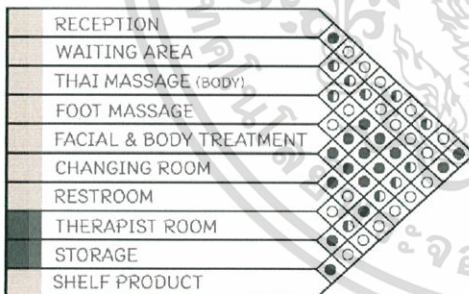 RECEPTION
WAITING AREA
THAI MASSAGE (BODY)
FOOT MASSAGE
FACIAL & BODY TREATMENT
CHANGING ROOM
RESTROOM
THERAPIST ROOM
STORAGE
SHELF PRODUCT